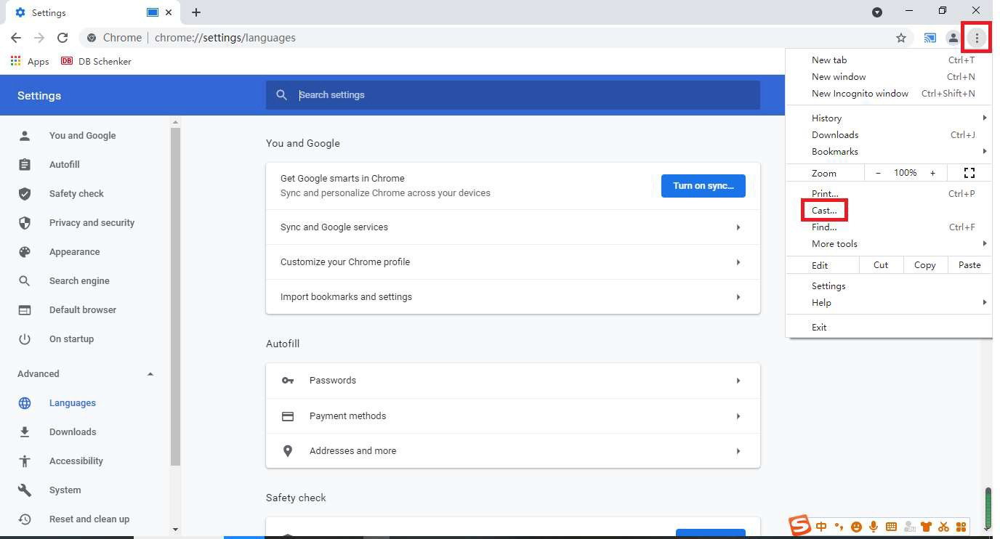 Settings
Chrome | chrome://settings/languages
Apps DB DB Schenker
Settings
Search settings
You and Google
Autofill
Safety check
Privacy and security
Appearance
Search engine
Default browser
On startup
Advanced
Languages
Downloads
Accessibility
System
Reset and clean up
You and Google
Get Google smarts in Chrome
Sync and personalize Chrome across your devices
Turn on sync...
Sync and Google services
Customize your Chrome profile
Import bookmarks and settings
Autofill
Passwords
Payment methods
Addresses and more
Safety check
New tab Ctrl+T
New window Ctrl+N
New Incognito window Ctrl+Shift+N
History
Downloads Ctrl+J
Bookmarks
Zoom − 100% +
Print... Ctrl+P
Cast...
Find... Ctrl+F
More tools
Edit Cut Copy Paste
Settings
Help
Exit
S 中